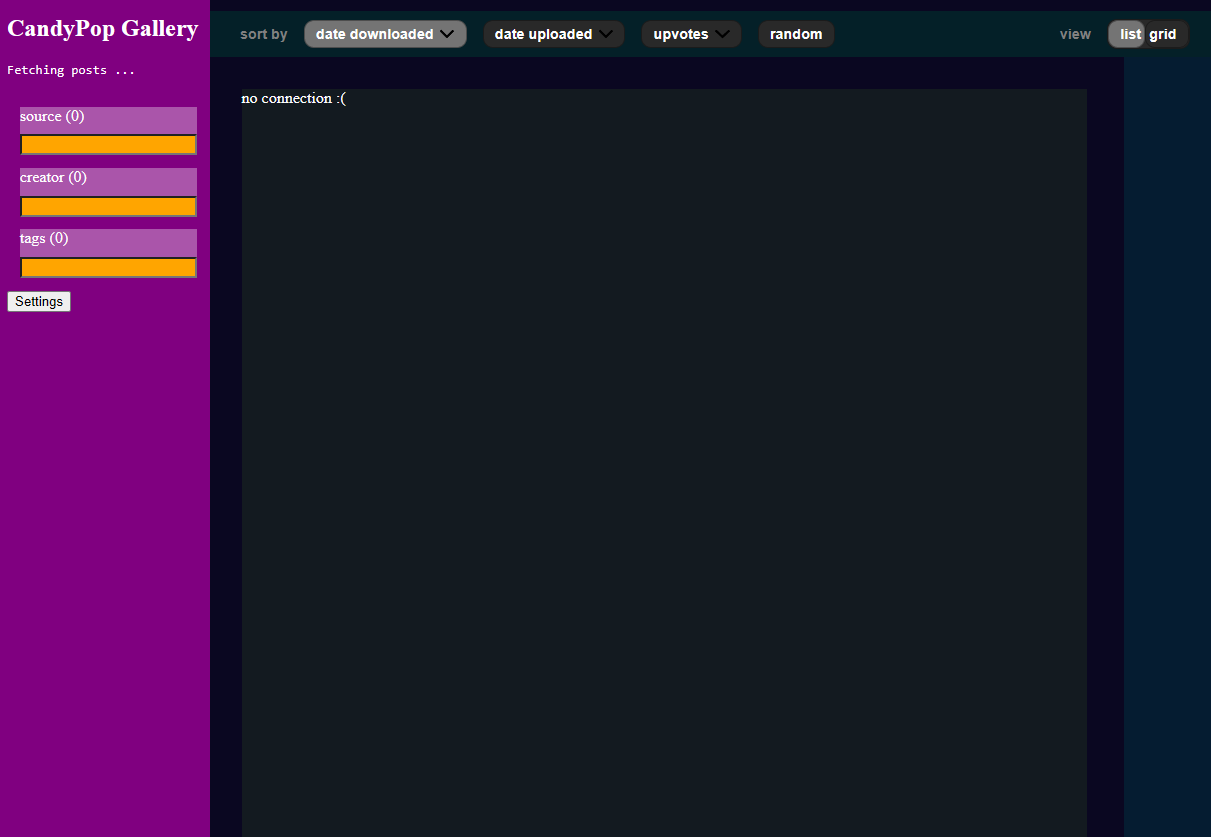 CandyPop Gallery
Fetching posts ...
source (0)
creator (0)
tags (0)
Settings
sort by date downloaded date uploaded upvotes random view list grid
no connection :(